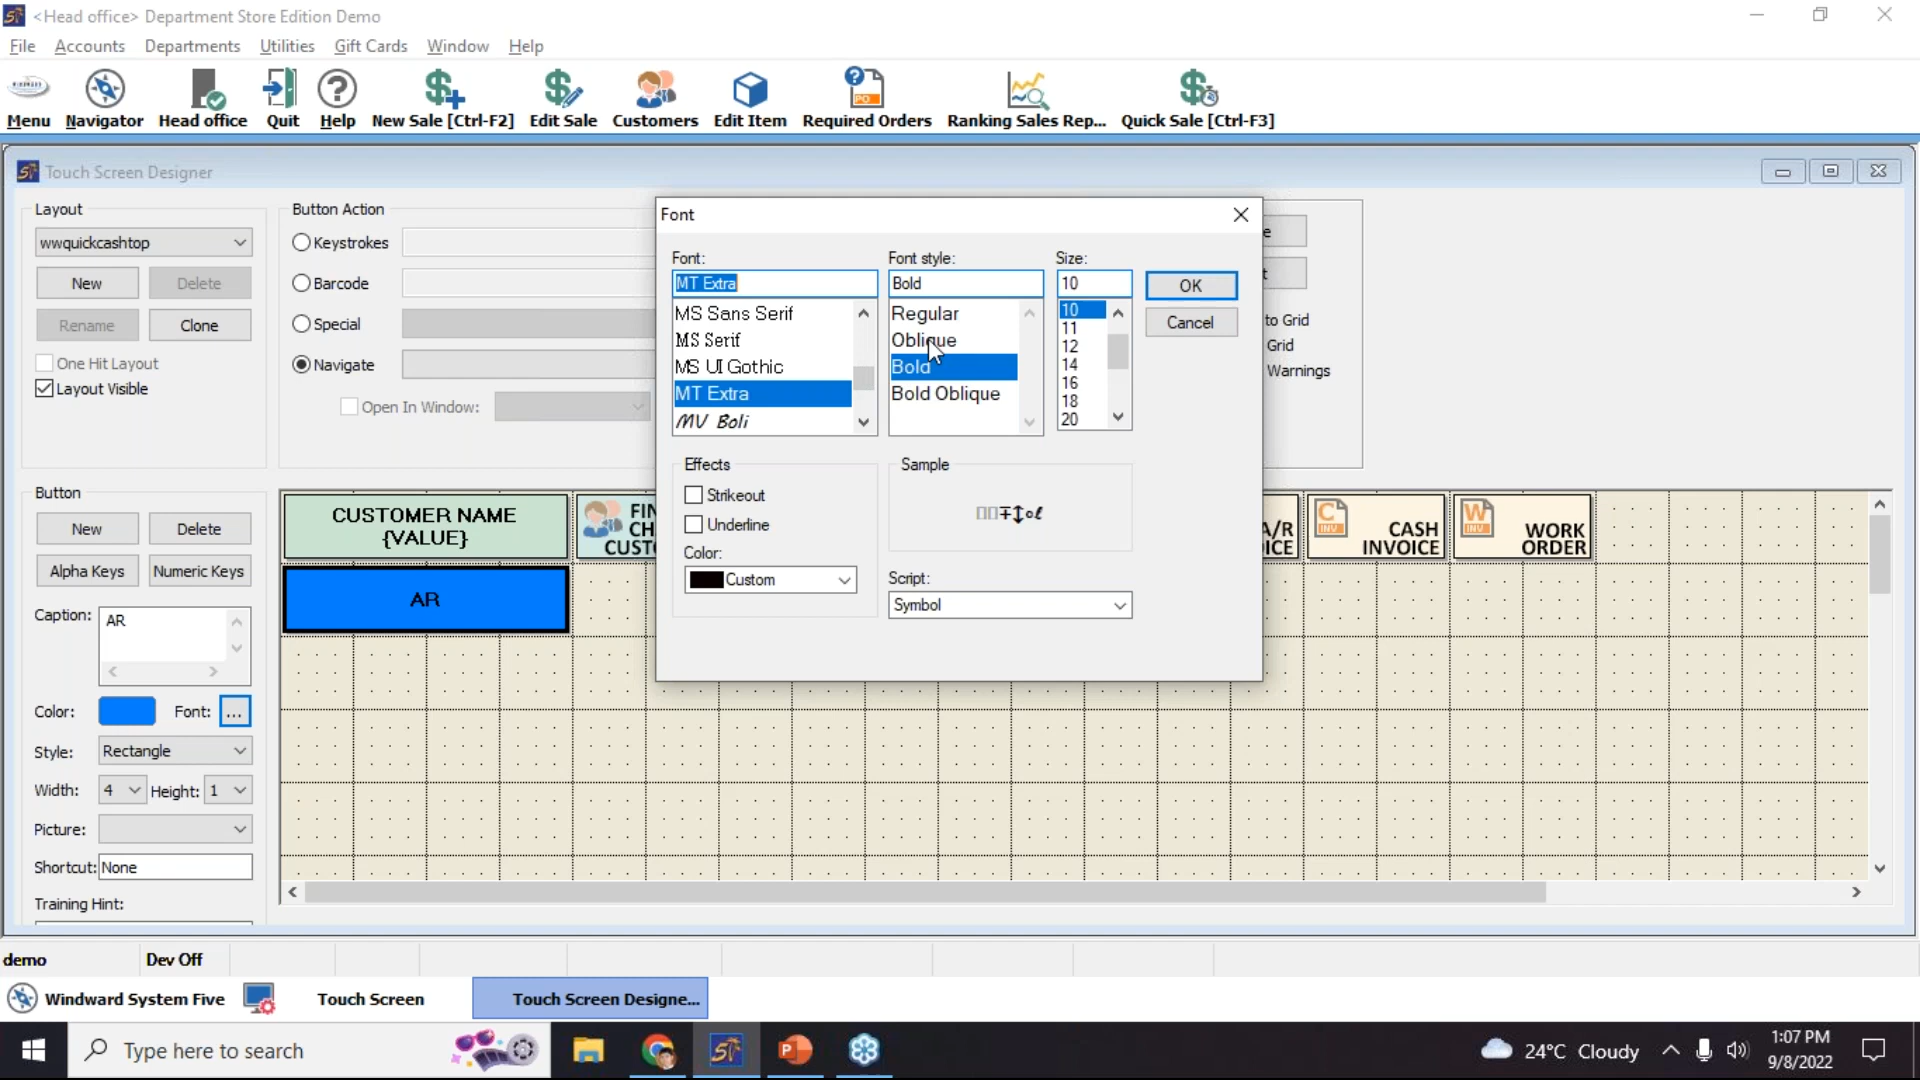 <Head office> Department Store Edition Demo
File Accounts Departments Utilities Gift Cards Window Help
Menu Navigator Head office Quit Help New Sale [Ctrl-F2] Edit Sale Customers Edit Item Required Orders Ranking Sales Rep... Quick Sale [Ctrl-F3]
Touch Screen Designer
Layout
wwquickcashtop
New Delete
Rename Clone
One Hit Layout
Layout Visible
Button Action
Keystrokes
Barcode
Special
Navigate
Open In Window:
Font
Font: Font style: Size:
MT Extra Bold 10
MS Sans Serif
MS Serif
MS UI Gothic
MT Extra
MV Boli
Regular
Oblique
Bold
Bold Oblique
10
11
12
14
16
18
20
OK
Cancel
Effects
Strikeout
Underline
Color:
Custom
Sample
Script:
Symbol
to Grid
Grid
Warnings
Button
New Delete
Alpha Keys Numeric Keys
Caption: AR
Color: Font: ...
Style: Rectangle
Width: 4 Height: 1
Picture:
Shortcut: None
Training Hint:
CUSTOMER NAME
{VALUE}
FIN
CH
CUST
A/R
ICE
CASH
INVOICE
WORK
ORDER
AR
demo Dev Off
Windward System Five Touch Screen Touch Screen Designe...
Type here to search
24°C Cloudy
1:07 PM
9/8/2022